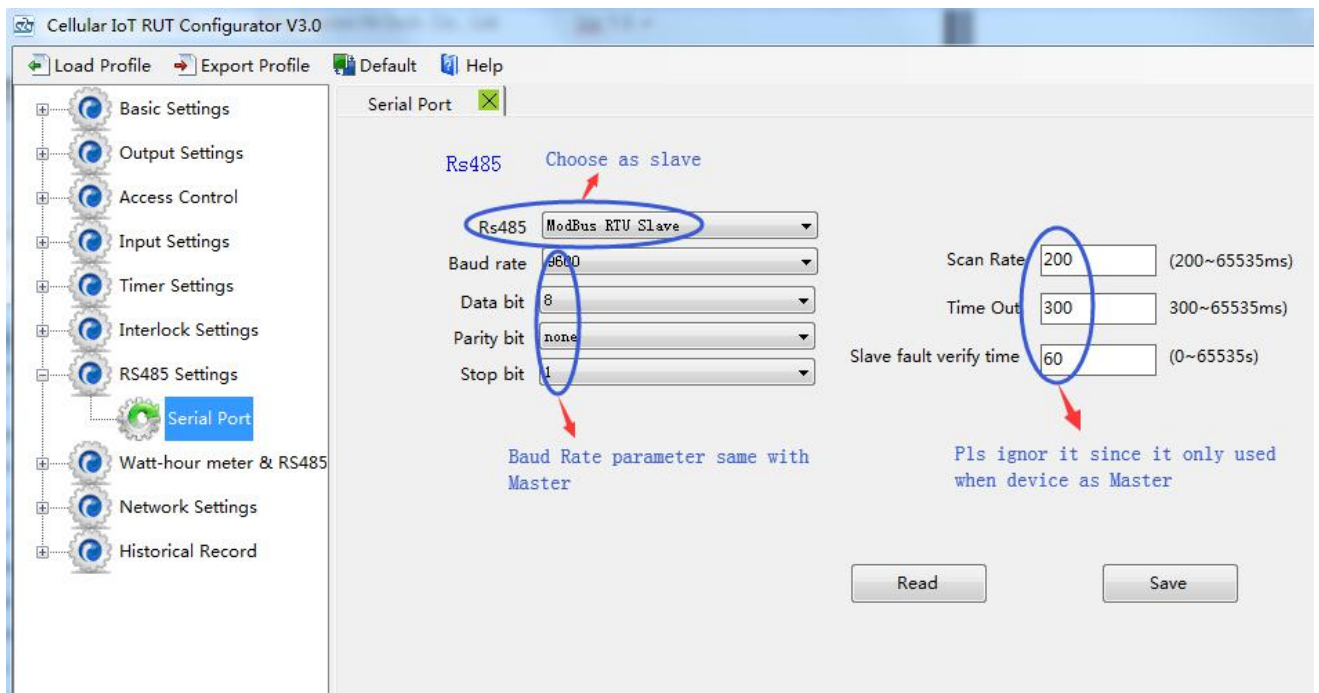 Cellular IoT RUT Configurator V3.0
Load Profile Export Profile Default Help
Basic Settings
Output Settings
Access Control
Input Settings
Timer Settings
Interlock Settings
RS485 Settings
Serial Port
Watt-hour meter & RS485
Network Settings
Historical Record
Serial Port
Rs485 Choose as slave
Rs485 ModBus RTU Slave
Baud rate 9600
Data bit 8
Parity bit none
Stop bit 1
Baud Rate parameter same with
Master
Scan Rate 200 (200~65535ms)
Time Out 300 300~65535ms)
Slave fault verify time 60 (0~65535s)
Pls ignor it since it only used
when device as Master
Read Save